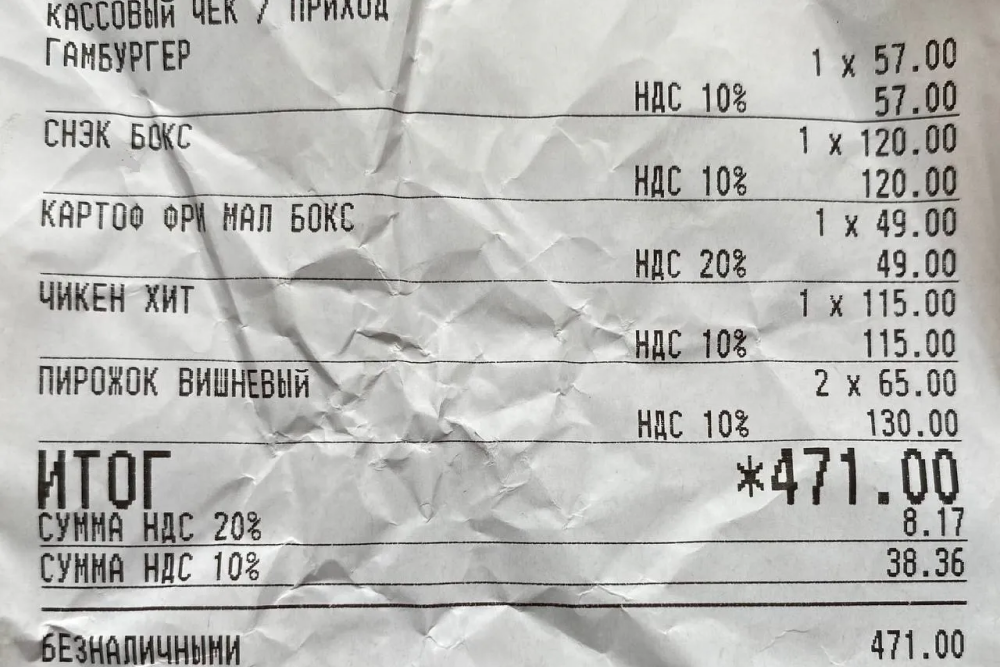 КАССОВЫЙ ЧЕК / ПРИХОД
ГАМБУРГЕР 1 x 57.00
НДС 10% 57.00
СНЭК БОКС 1 x 120.00
НДС 10% 120.00
КАРТОФ ФРИ МАЛ БОКС 1 x 49.00
НДС 20% 49.00
ЧИКЕН ХИТ 1 x 115.00
НДС 10% 115.00
ПИРОЖОК ВИШНЕВЫЙ 2 x 65.00
НДС 10% 130.00
ИТОГ *471.00
СУММА НДС 20% 8.17
СУММА НДС 10% 38.36
БЕЗНАЛИЧНЫМИ 471.00